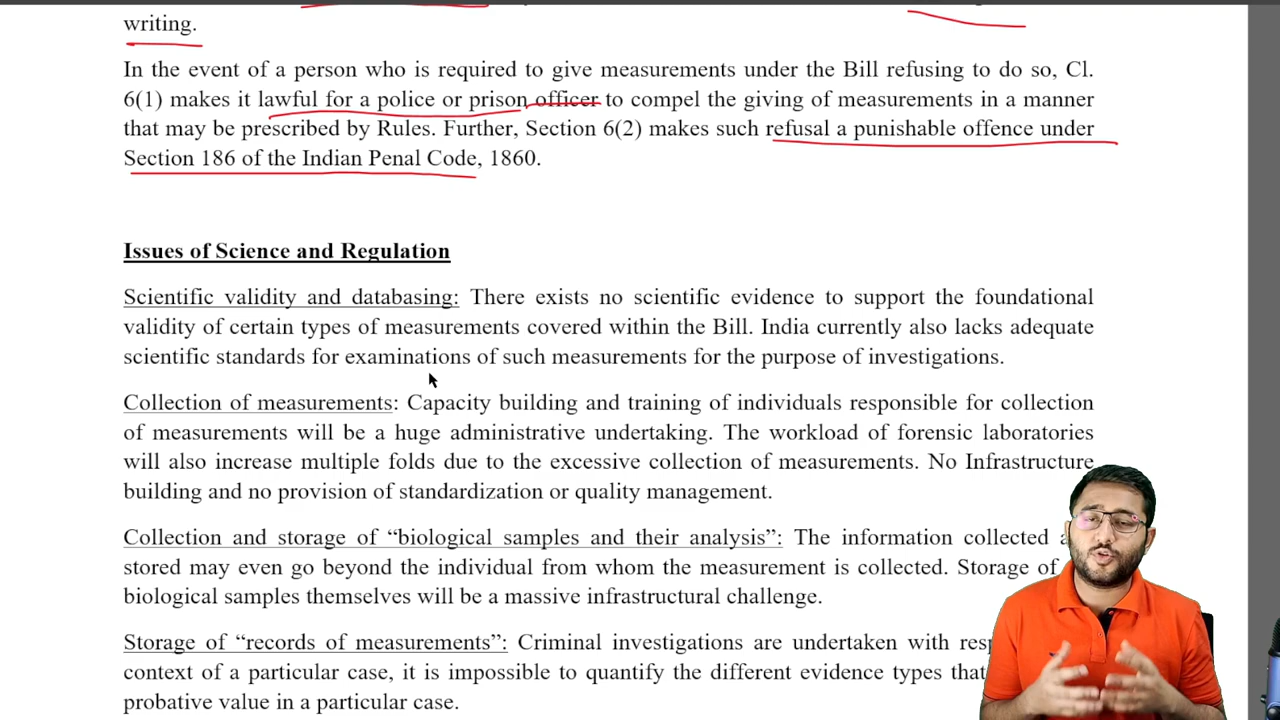 writing.
In the event of a person who is required to give measurements under the Bill refusing to do so, Cl.
6(1) makes it lawful for a police or prison officer to compel the giving of measurements in a manner
that may be prescribed by Rules. Further, Section 6(2) makes such refusal a punishable offence under
Section 186 of the Indian Penal Code, 1860.
Issues of Science and Regulation
Scientific validity and databasing: There exists no scientific evidence to support the foundational
validity of certain types of measurements covered within the Bill. India currently also lacks adequate
scientific standards for examinations of such measurements for the purpose of investigations.
Collection of measurements: Capacity building and training of individuals responsible for collection
of measurements will be a huge administrative undertaking. The workload of forensic laboratories
will also increase multiple folds due to the excessive collection of measurements. No Infrastructure
building and no provision of standardization or quality management.
Collection and storage of “biological samples and their analysis”: The information collected
stored may even go beyond the individual from whom the measurement is collected. Storage of
biological samples themselves will be a massive infrastructural challenge.
Storage of “records of measurements”: Criminal investigations are undertaken with
context of a particular case, it is impossible to quantify the different evidence types
probative value in a particular case.